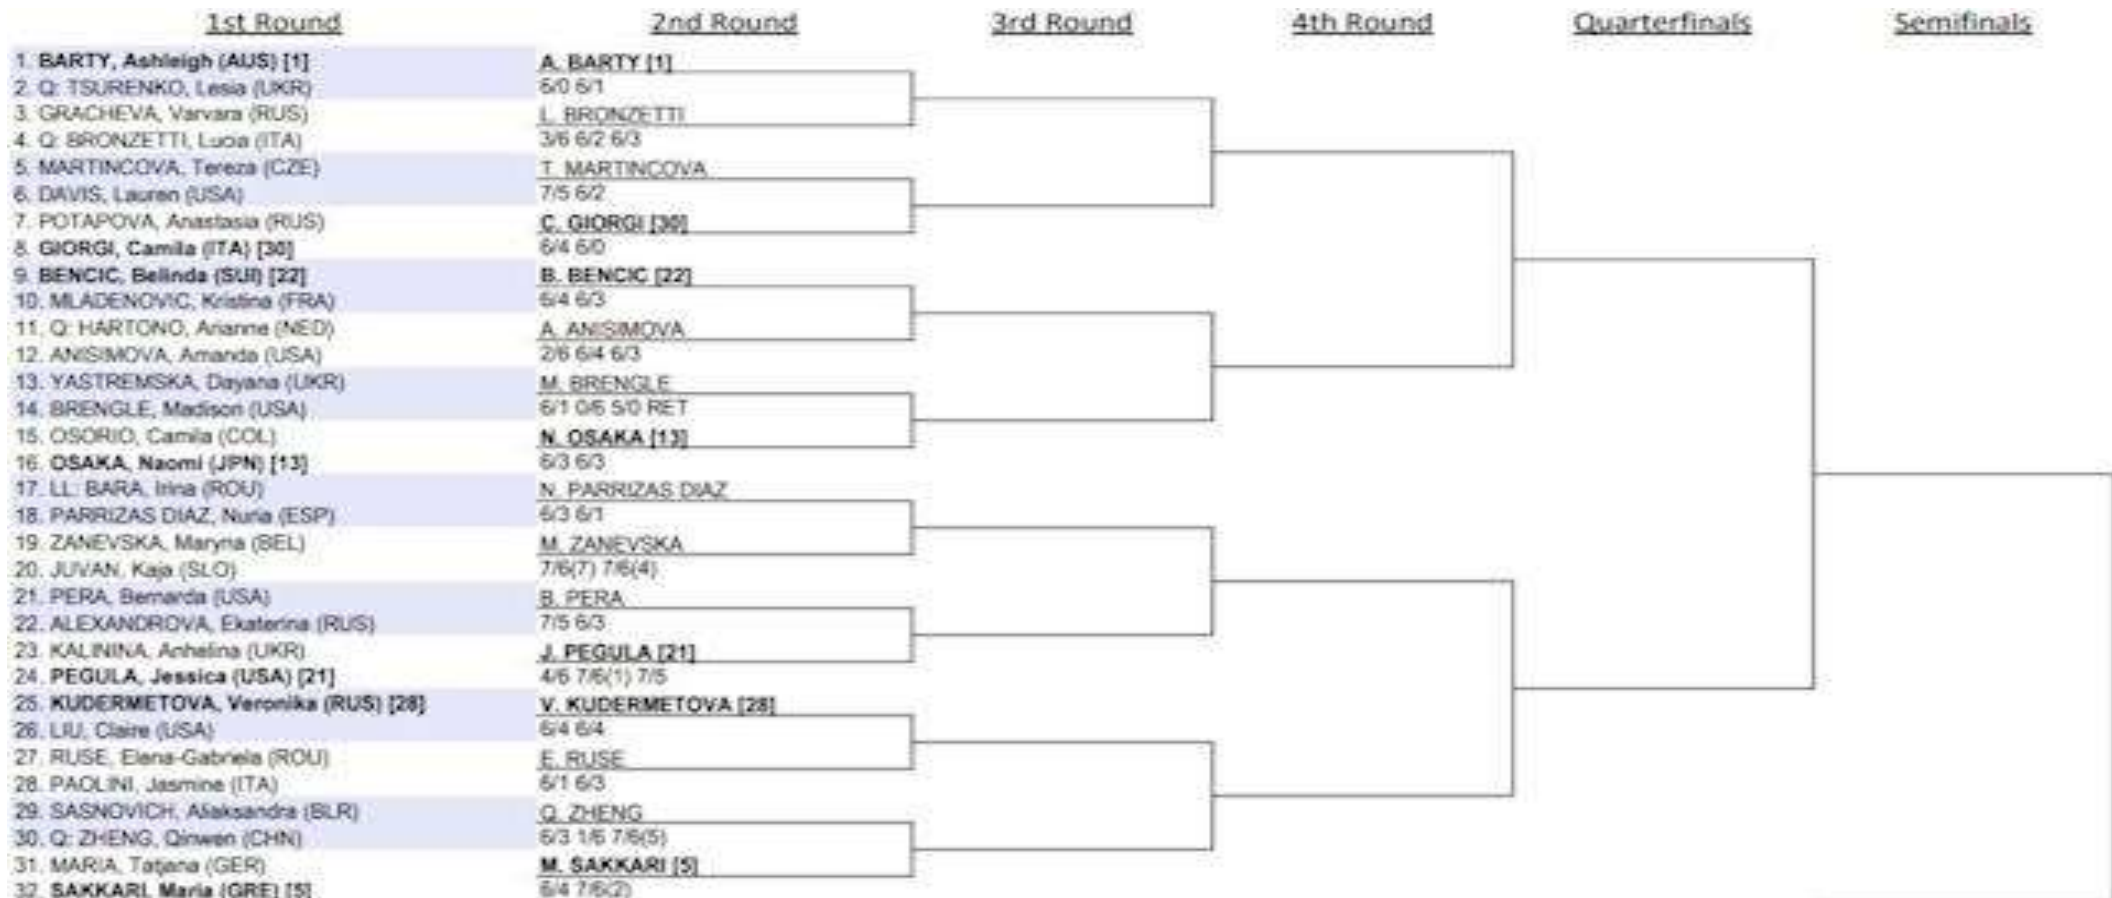 1st Round 2nd Round 3rd Round 4th Round Quarterfinals Semifinals
1. BARTY, Ashleigh (AUS) [1] A. BARTY [1]
2. Q: TSURENKO, Lesia (UKR) 6/0 6/1
3. GRACHEVA, Varvara (RUS) L. BRONZETTI
4. Q: BRONZETTI, Lucia (ITA) 3/6 6/2 6/3
5. MARTINCOVA, Tereza (CZE) T. MARTINCOVA
6. DAVIS, Lauren (USA) 7/5 6/2
7. POTAPOVA, Anastasia (RUS) C. GIORGI [30]
8. GIORGI, Camila (ITA) [30] 6/4 6/0
9. BENCIC, Belinda (SUI) [22] B. BENCIC [22]
10. MLADENOVIC, Kristina (FRA) 6/4 6/3
11. Q: HARTONO, Arianne (NED) A. ANISIMOVA
12. ANISIMOVA, Amanda (USA) 2/6 6/4 6/3
13. YASTREMSKA, Dayana (UKR) M. BRENGLE
14. BRENGLE, Madison (USA) 6/1 0/6 5/0 RET
15. OSORIO, Camila (COL) N. OSAKA [13]
16. OSAKA, Naomi (JPN) [13] 6/3 6/3
17. LL: BARA, Irina (ROU) N. PARRIZAS DIAZ
18. PARRIZAS DIAZ, Nuria (ESP) 6/3 6/1
19. ZANEVSKA, Maryna (BEL) M. ZANEVSKA
20. JUVAN, Kaja (SLO) 7/6(7) 7/6(4)
21. PERA, Bernarda (USA) B. PERA
22. ALEXANDROVA, Ekaterina (RUS) 7/5 6/3
23. KALININA, Anhelina (UKR) J. PEGULA [21]
24. PEGULA, Jessica (USA) [21] 4/6 7/6(1) 7/5
25. KUDERMETOVA, Veronika (RUS) [28] V. KUDERMETOVA [28]
26. LIU, Claire (USA) 6/4 6/4
27. RUSE, Elena-Gabriela (ROU) E. RUSE
28. PAOLINI, Jasmine (ITA) 6/1 6/3
29. SASNOVICH, Aliaksandra (BLR) Q. ZHENG
30. Q: ZHENG, Qinwen (CHN) 6/3 1/6 7/6(5)
31. MARIA, Tatjana (GER) M. SAKKARI [5]
32. SAKKARI, Maria (GRE) [5] 6/4 7/6(2)